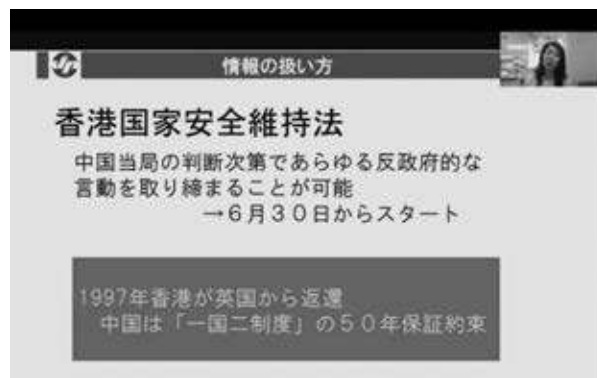 情報の扱い方
香港国家安全維持法
中国当局の判断次第であらゆる反政府的な
言動を取り締まることが可能
→6月30日からスタート
1997年香港が英国から返還
中国は「一国二制度」の50年保証約束